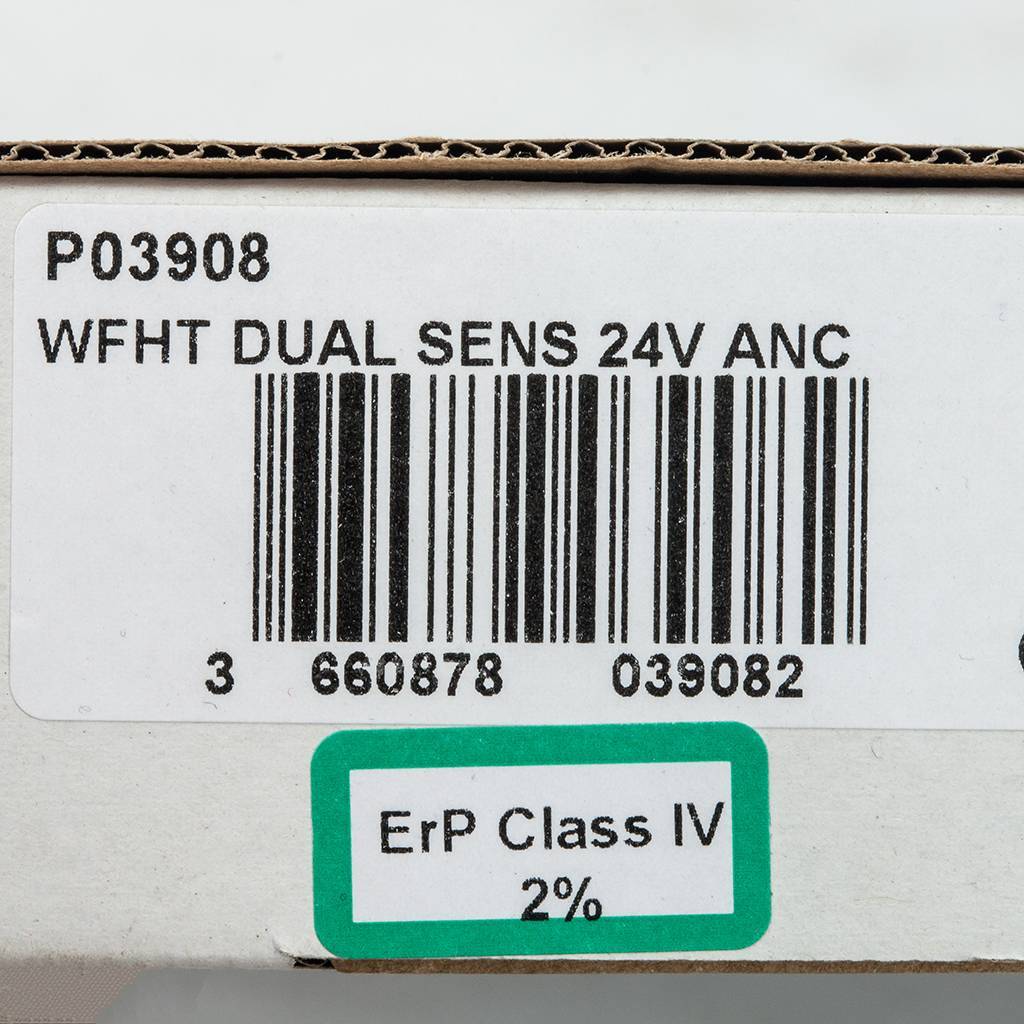 P03908
WFHT DUAL SENS 24V ANC
3 660878 039082
ErP Class IV
2%